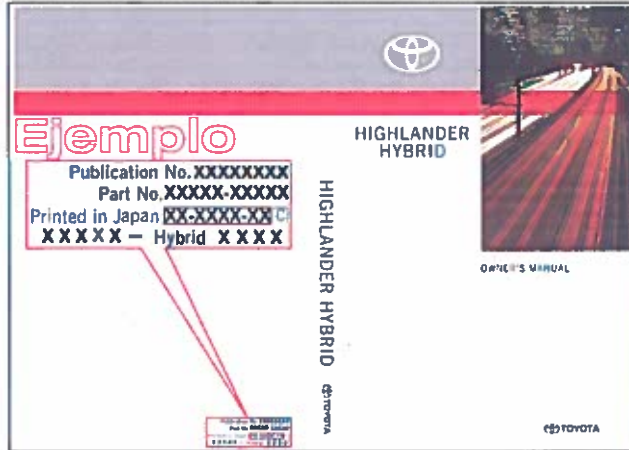 Ejemplo
Publication No. XXXXXXXX
Part No. XXXXX-XXXXX
Printed in Japan XX-XXXX-XX
XXXXX — Hybrid XXXX
HIGHLANDER HYBRID
TOYOTA
HIGHLANDER
HYBRID
OWNER'S MANUAL
TOYOTA